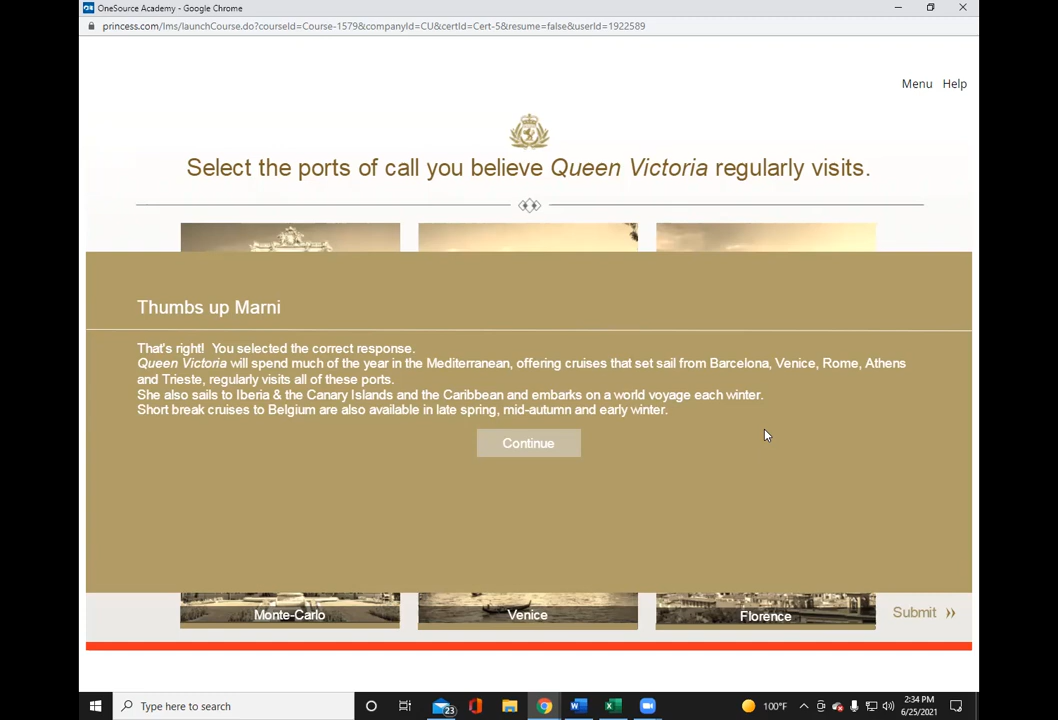 OneSource Academy - Google Chrome
princess.com/lms/launchCourse.do?courseId=Course-1579&companyId=CU&certId=Cert-5&resume=false&userId=1922589
Menu Help
Select the ports of call you believe Queen Victoria regularly visits.
Thumbs up Marni
That's right! You selected the correct response.
Queen Victoria will spend much of the year in the Mediterranean, offering cruises that set sail from Barcelona, Venice, Rome, Athens
and Trieste, regularly visits all of these ports.
She also sails to Iberia & the Canary Islands and the Caribbean and embarks on a world voyage each winter.
Short break cruises to Belgium are also available in late spring, mid-autumn and early winter.
Continue
Monte-Carlo Venice Florence
Submit
Type here to search
23
100°F
2:34 PM
6/25/2021